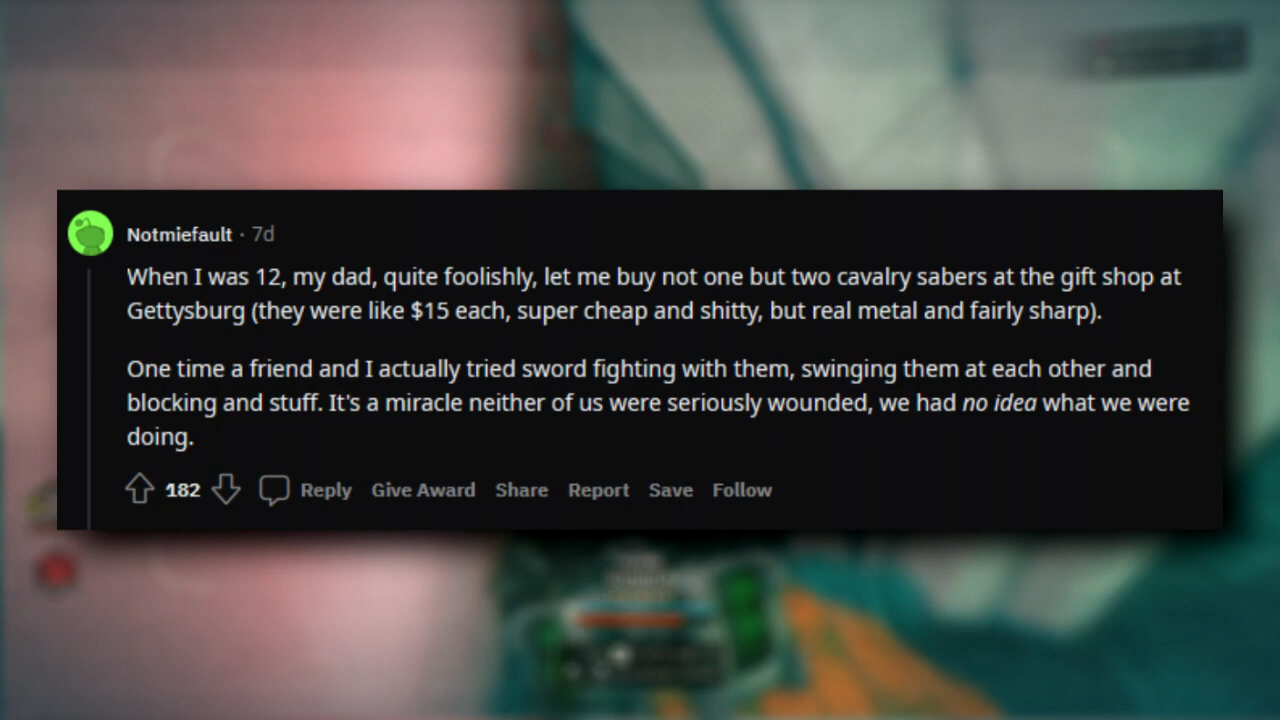 Notmiefault · 7d
When I was 12, my dad, quite foolishly, let me buy not one but two cavalry sabers at the gift shop at
Gettysburg (they were like $15 each, super cheap and shitty, but real metal and fairly sharp).
One time a friend and I actually tried sword fighting with them, swinging them at each other and
blocking and stuff. It's a miracle neither of us were seriously wounded, we had no idea what we were
doing.
182 Reply Give Award Share Report Save Follow